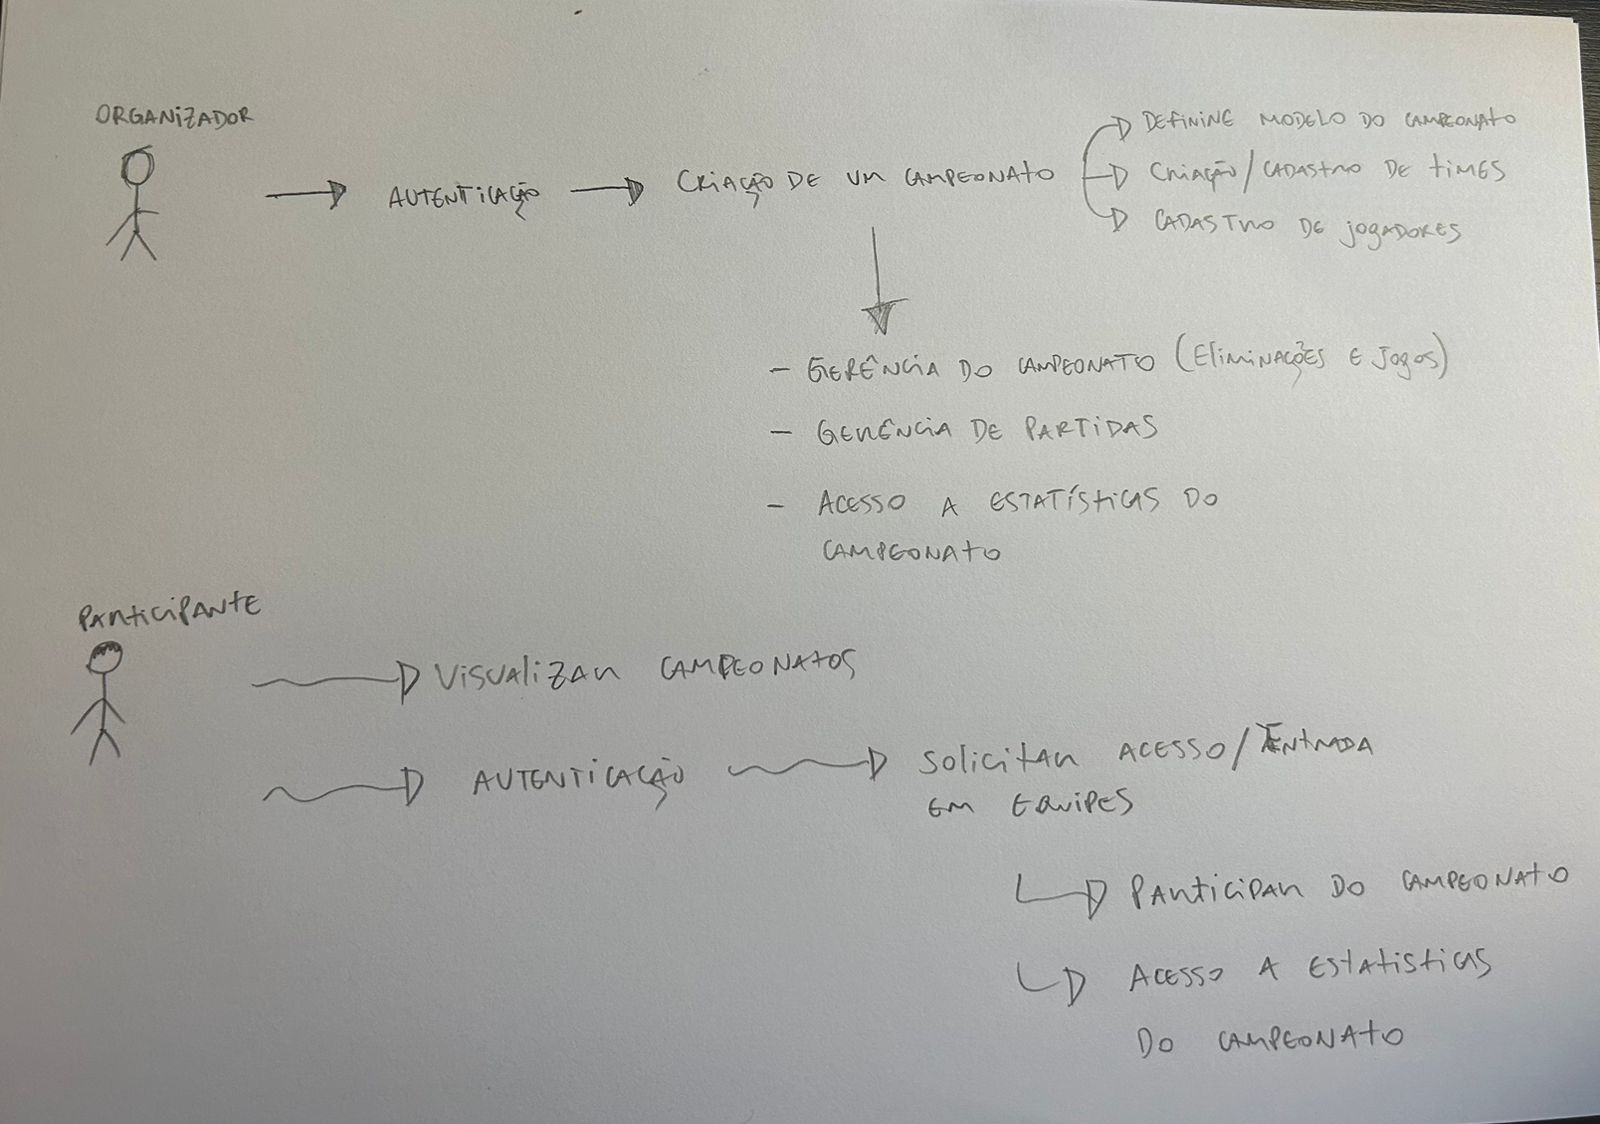 ORGANIZADOR
AUTENTICAÇÃO
CRIAÇÃO DE UM CAMPEONATO
DEFININE MODELO DO CAMPEONATO
CRIAÇÃO/CADASTRO DE TIMES
CADASTRO DE JOGADORES
- GERÊNCIA DO CAMPEONATO (ELIMINAÇÕES E JOGOS)
- GERÊNCIA DE PARTIDAS
- ACESSO A ESTATÍSTICAS DO
CAMPEONATO
PARTICIPANTE
VISUALIZAR CAMPEONATOS
AUTENTICAÇÃO
SOLICITAR ACESSO/ENTRADA
EM EQUIPES
PARTICIPAR DO CAMPEONATO
ACESSO A ESTATISTICAS
DO CAMPEONATO